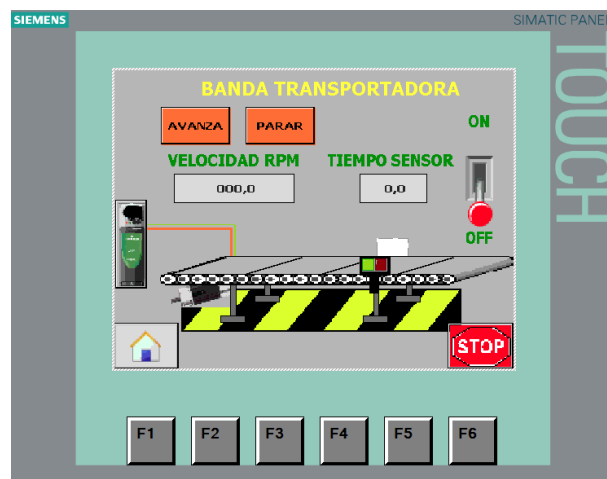 SIEMENS
SIMATIC PANEL
TOUCH
BANDA TRANSPORTADORA
AVANZA
PARAR
ON
VELOCIDAD RPM
TIEMPO SENSOR
000,0
0,0
OFF
STOP
F1
F2
F3
F4
F5
F6